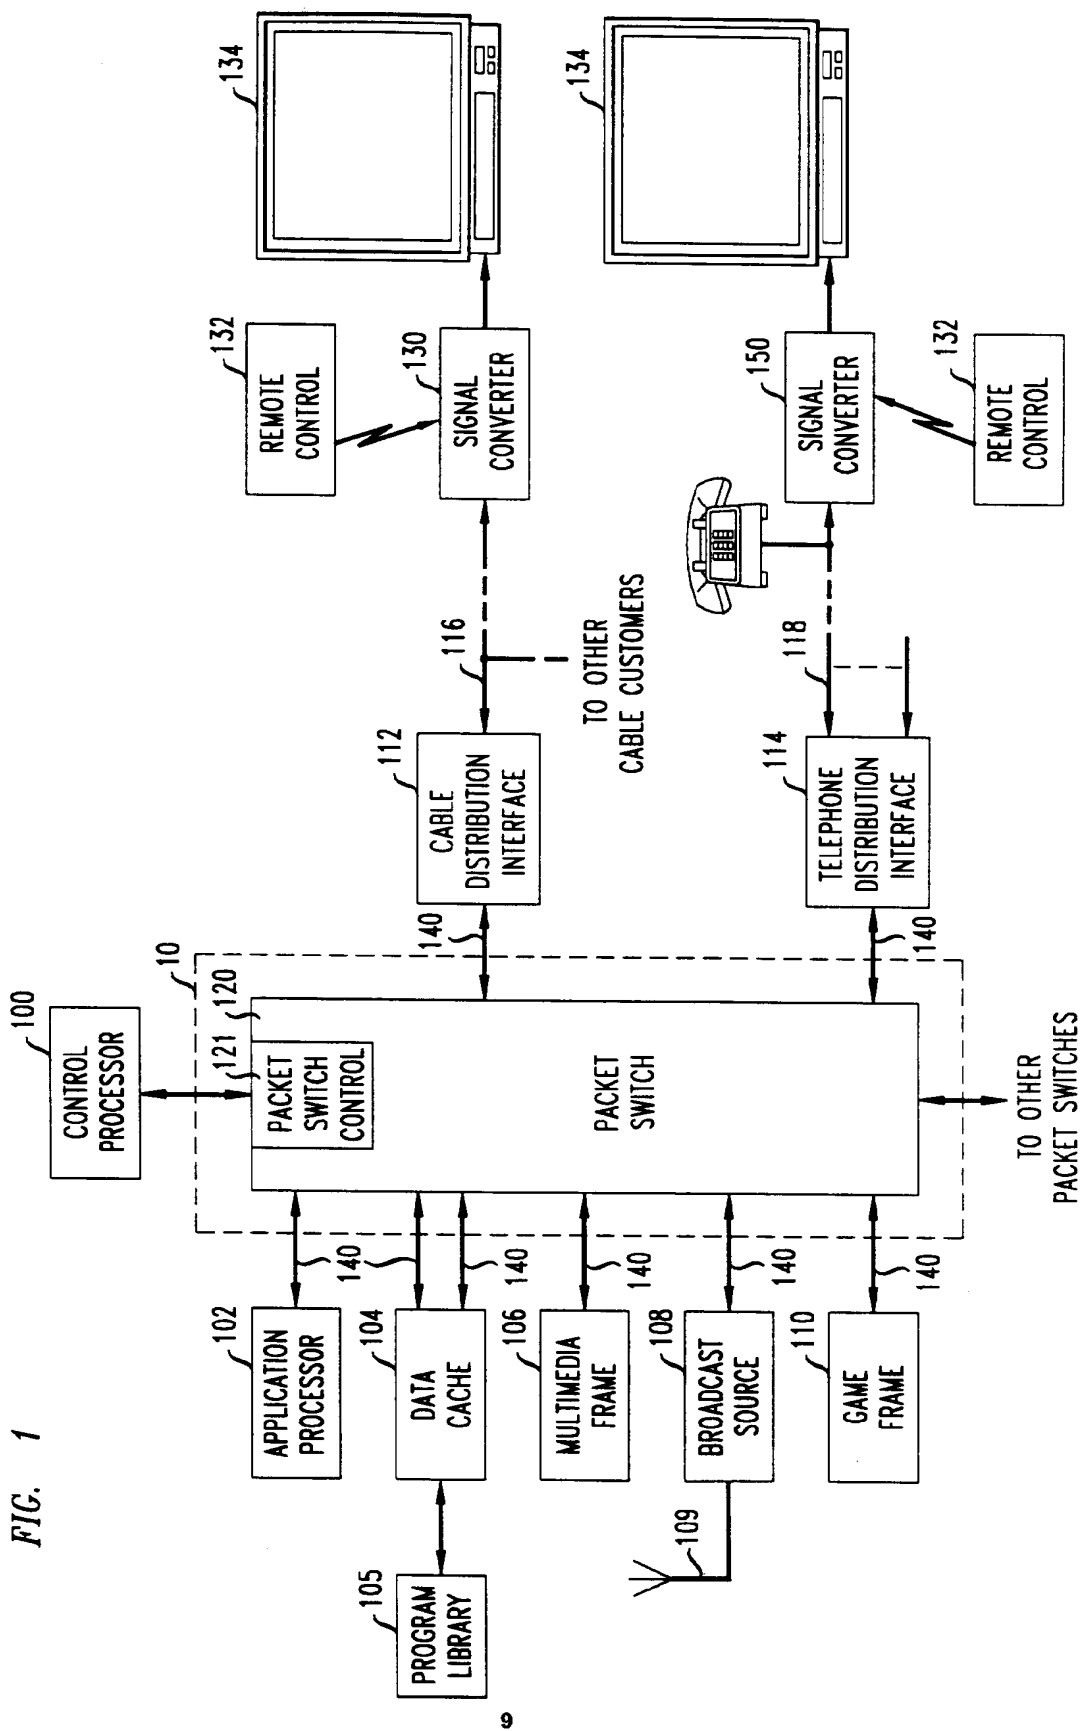 FIG. 1
100
CONTROL
PROCESSOR
10
120
121
PACKET
SWITCH
CONTROL
PACKET
SWITCH
102
APPLICATION
PROCESSOR
140
105
PROGRAM
LIBRARY
104
DATA
CACHE
140
140
106
MULTIMEDIA
FRAME
140
109
108
BROADCAST
SOURCE
140
110
GAME
FRAME
140
TO OTHER
PACKET SWITCHES
140
112
CABLE
DISTRIBUTION
INTERFACE
116
TO OTHER
CABLE CUSTOMERS
132
REMOTE
CONTROL
130
SIGNAL
CONVERTER
134
140
114
TELEPHONE
DISTRIBUTION
INTERFACE
118
150
SIGNAL
CONVERTER
132
REMOTE
CONTROL
134
9